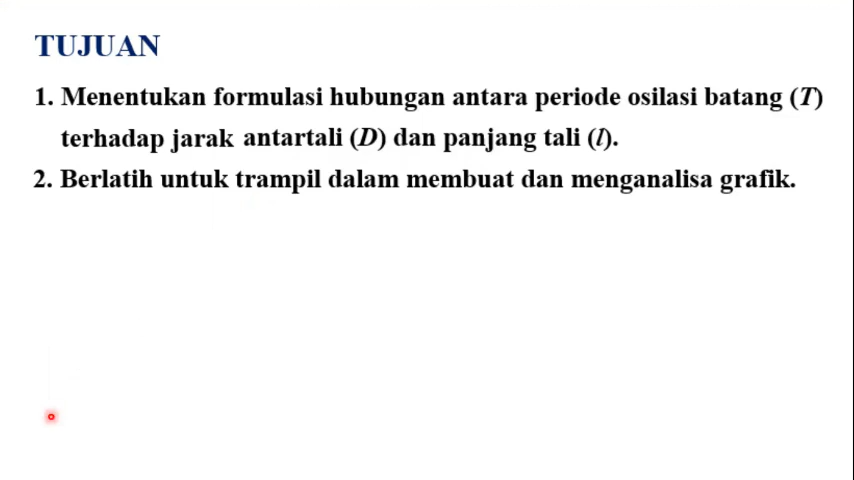 TUJUAN
1. Menentukan formulasi hubungan antara periode osilasi batang (T)
terhadap jarak antartali (D) dan panjang tali (l).
2. Berlatih untuk trampil dalam membuat dan menganalisa grafik.